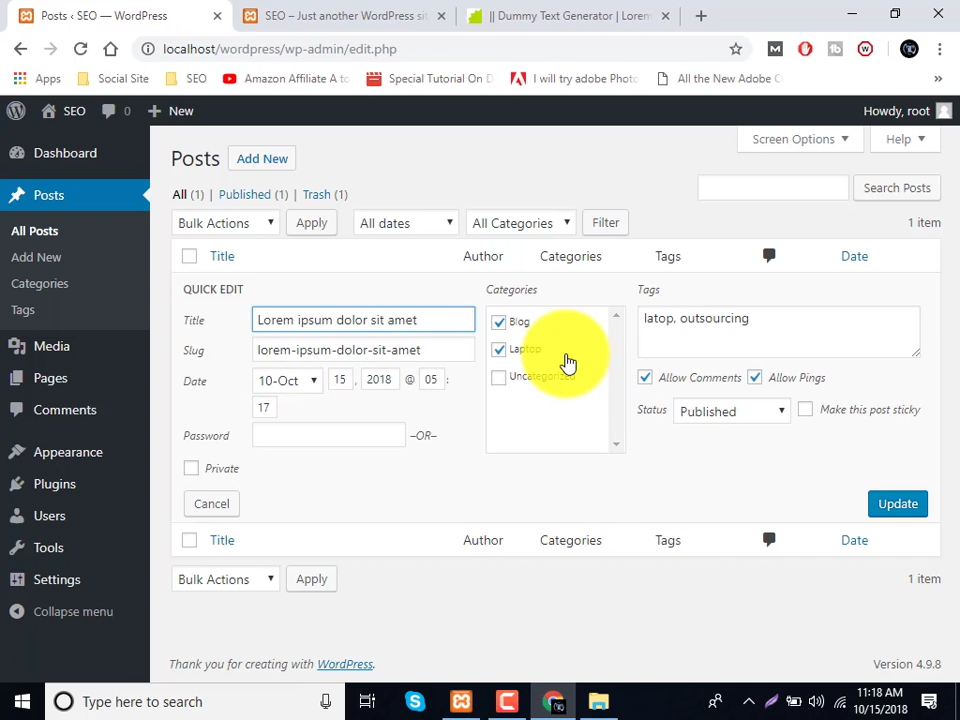 Posts ‹ SEO — WordPress
SEO – Just another WordPress sit
|| Dummy Text Generator | Lorem
localhost/wordpress/wp-admin/edit.php
Apps
Social Site
SEO
Amazon Affiliate A to
Special Tutorial On D
I will try adobe Photo
All the New Adobe C
»
SEO
0
New
Howdy, root
Dashboard
Posts
All Posts
Add New
Categories
Tags
Media
Pages
Comments
Appearance
Plugins
Users
Tools
Settings
Collapse menu
Posts
Add New
Screen Options
Help
All (1) | Published (1) | Trash (1)
Search Posts
Bulk Actions
Apply
All dates
All Categories
Filter
1 item
Title
Author
Categories
Tags
Date
QUICK EDIT
Title
Lorem ipsum dolor sit amet
Slug
lorem-ipsum-dolor-sit-amet
Date
10-Oct
15
, 2018
@ 05
:
17
Password
–OR–
Private
Categories
Blog
Laptop
Uncategorized
Tags
latop, outsourcing
Allow Comments
Allow Pings
Status
Published
Make this post sticky
Cancel
Update
Title
Author
Categories
Tags
Date
Bulk Actions
Apply
1 item
Thank you for creating with WordPress.
Version 4.9.8
Type here to search
11:18 AM
10/15/2018